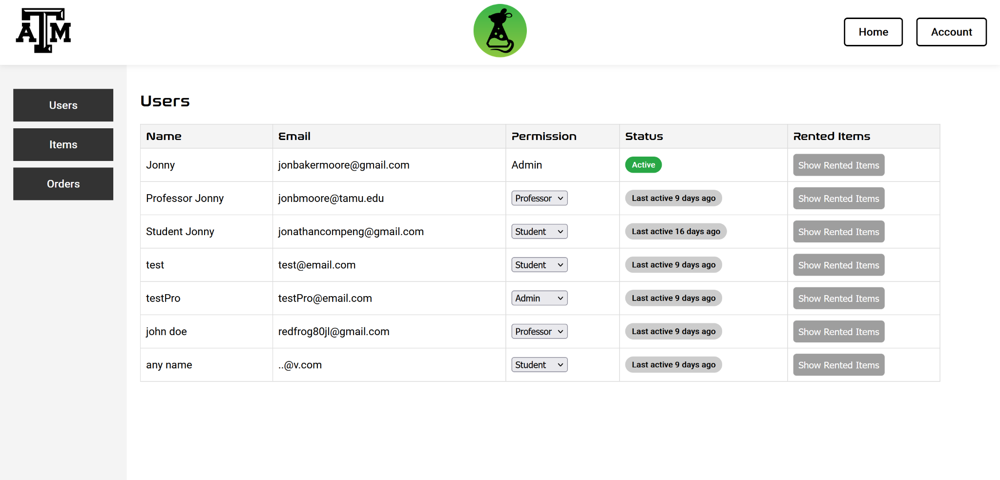 ATM
Home
Account
Users
Items
Orders
Users
Name Email Permission Status Rented Items
Jonny jonbakermoore@gmail.com Admin Active Show Rented Items
Professor Jonny jonbmoore@tamu.edu Professor Last active 9 days ago Show Rented Items
Student Jonny jonathancompeng@gmail.com Student Last active 16 days ago Show Rented Items
test test@email.com Student Last active 9 days ago Show Rented Items
testPro testPro@email.com Admin Last active 9 days ago Show Rented Items
john doe redfrog80jl@gmail.com Professor Last active 9 days ago Show Rented Items
any name ..@v.com Student Last active 9 days ago Show Rented Items